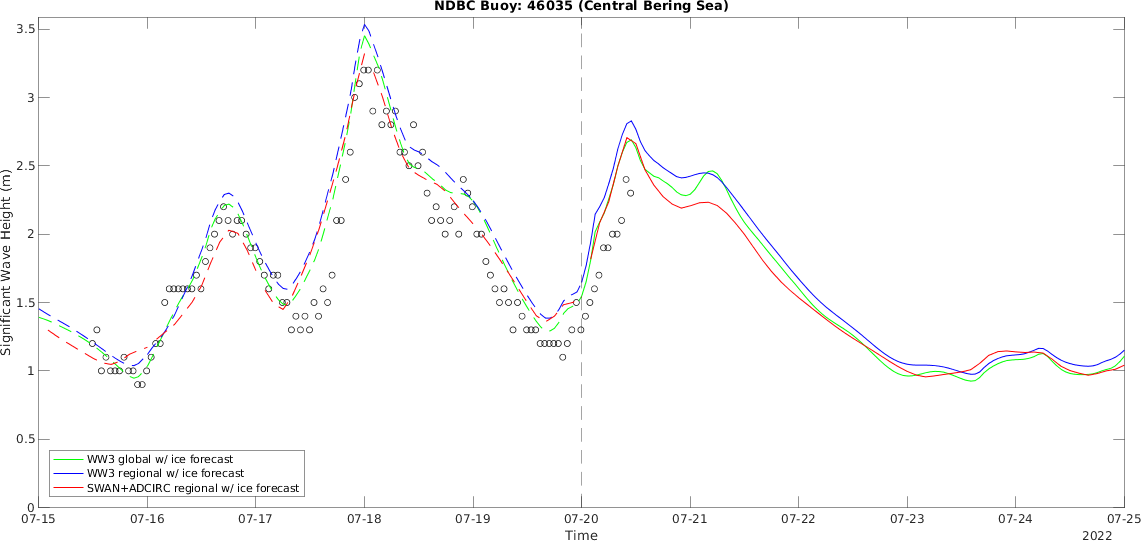 NDBC Buoy: 46035 (Central Bering Sea)
3.5
3
2.5
2
1.5
1
0.5
0
Significant Wave Height (m)
WW3 global w/ ice forecast
WW3 regional w/ ice forecast
SWAN+ADCIRC regional w/ ice forecast
07-15 07-16 07-17 07-18 07-19 07-20 07-21 07-22 07-23 07-24 07-25
Time
2022